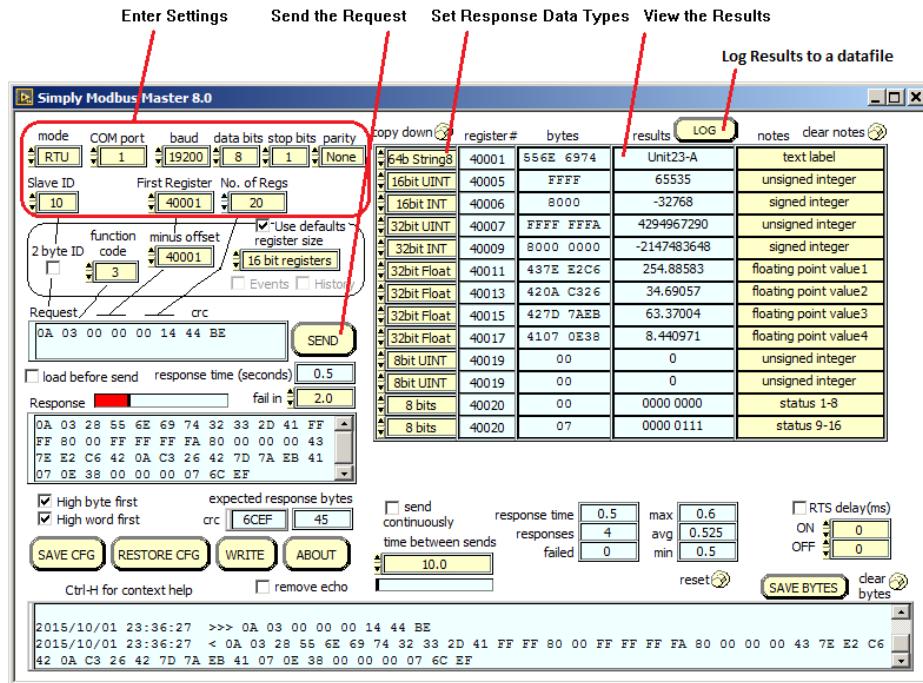 Enter Settings Send the Request Set Response Data Types View the Results
Log Results to a datafile
Simply Modbus Master 8.0
mode COM port baud data bits stop bits parity
RTU 1 19200 8 1 None
Slave ID First Register No. of Regs
10 40001 20
2 byte ID function code minus offset Use defaults register size
3 40001 16 bit registers
Events History
Request crc
0A 03 00 00 00 14 44 BE SEND
load before send response time (seconds) 0.5
Response fail in 2.0
0A 03 28 55 6E 69 74 32 33 2D 41 FF
FF 80 00 FF FF FF FA 80 00 00 00 43
7E E2 C6 42 0A C3 26 42 7D 7A EB 41
07 0E 38 00 00 00 07 6C EF
High byte first expected response bytes
High word first crc 6CEF 45
SAVE CFG RESTORE CFG WRITE ABOUT
Ctrl-H for context help remove echo
copy down register # bytes results LOG notes clear notes
64b String8 40001 556E 6974 Unit23-A text label
16bit UINT 40005 FFFF 65535 unsigned integer
16bit INT 40006 8000 -32768 signed integer
32bit UINT 40007 FFFF FFFA 4294967290 unsigned integer
32bit INT 40009 8000 0000 -2147483648 signed integer
32bit Float 40011 437E E2C6 254.88583 floating point value1
32bit Float 40013 420A C326 34.69057 floating point value2
32bit Float 40015 427D 7AEB 63.37004 floating point value3
32bit Float 40017 4107 0E38 8.440971 floating point value4
8bit UINT 40019 00 0 unsigned integer
8bit UINT 40019 00 0 unsigned integer
8 bits 40020 00 0000 0000 status 1-8
8 bits 40020 07 0000 0111 status 9-16
send continuously
time between sends
10.0
response time 0.5 max 0.6
responses 4 avg 0.525
failed 0 min 0.5
reset
RTS delay(ms)
ON 0
OFF 0
SAVE BYTES clear bytes
2015/10/01 23:36:27 >>> 0A 03 00 00 00 14 44 BE
2015/10/01 23:36:27 < 0A 03 28 55 6E 69 74 32 33 2D 41 FF FF 80 00 FF FF FF FA 80 00 00 00 43 7E E2 C6
42 0A C3 26 42 7D 7A EB 41 07 0E 38 00 00 00 07 6C EF